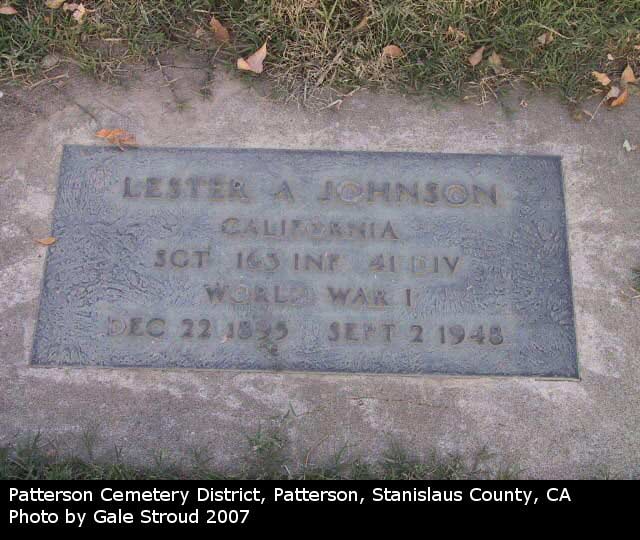 LESTER A JOHNSON
CALIFORNIA
SGT 163 INF 41 DIV
WORLD WAR I
DEC 22 1895 SEPT 2 1948
Patterson Cemetery District, Patterson, Stanislaus County, CA
Photo by Gale Stroud 2007